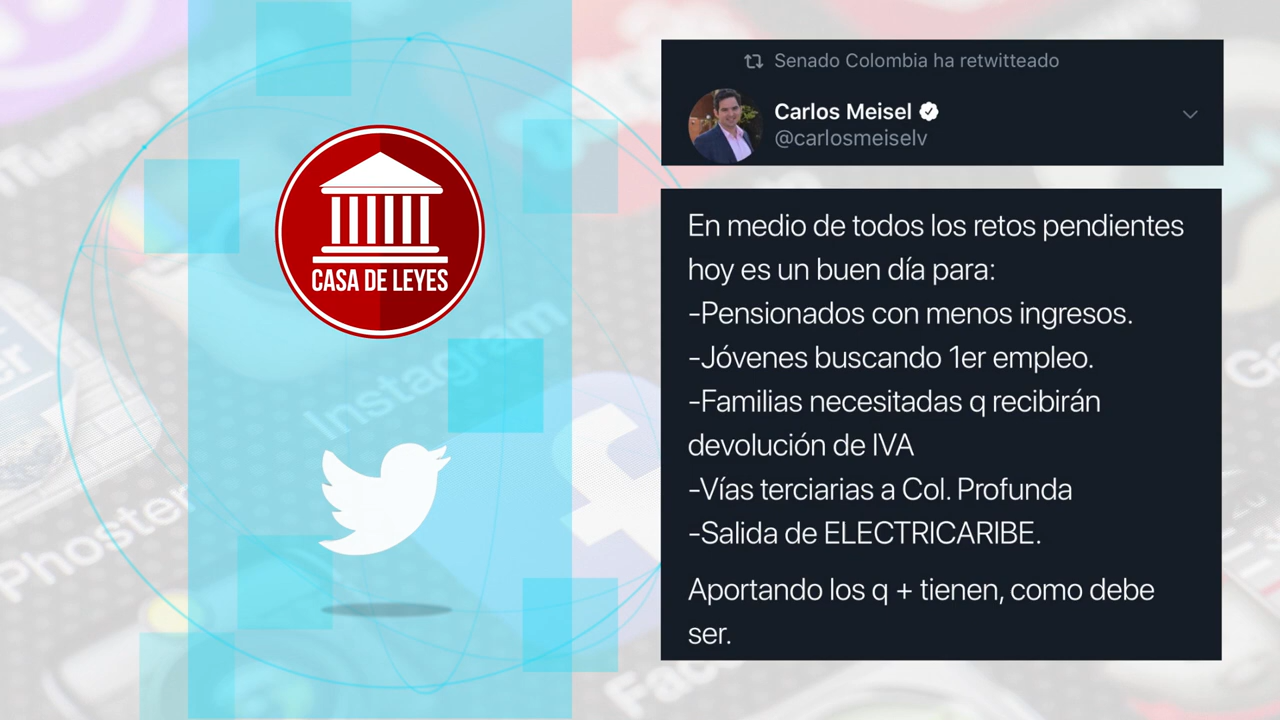 CASA DE LEYES
Instagram
Phoster
Senado Colombia ha retwitteado
Carlos Meisel
@carlosmeiselv
En medio de todos los retos pendientes
hoy es un buen día para:
-Pensionados con menos ingresos.
-Jóvenes buscando 1er empleo.
-Familias necesitadas q recibirán
devolución de IVA
-Vías terciarias a Col. Profunda
-Salida de ELECTRICARIBE.
Aportando los q + tienen, como debe
ser.